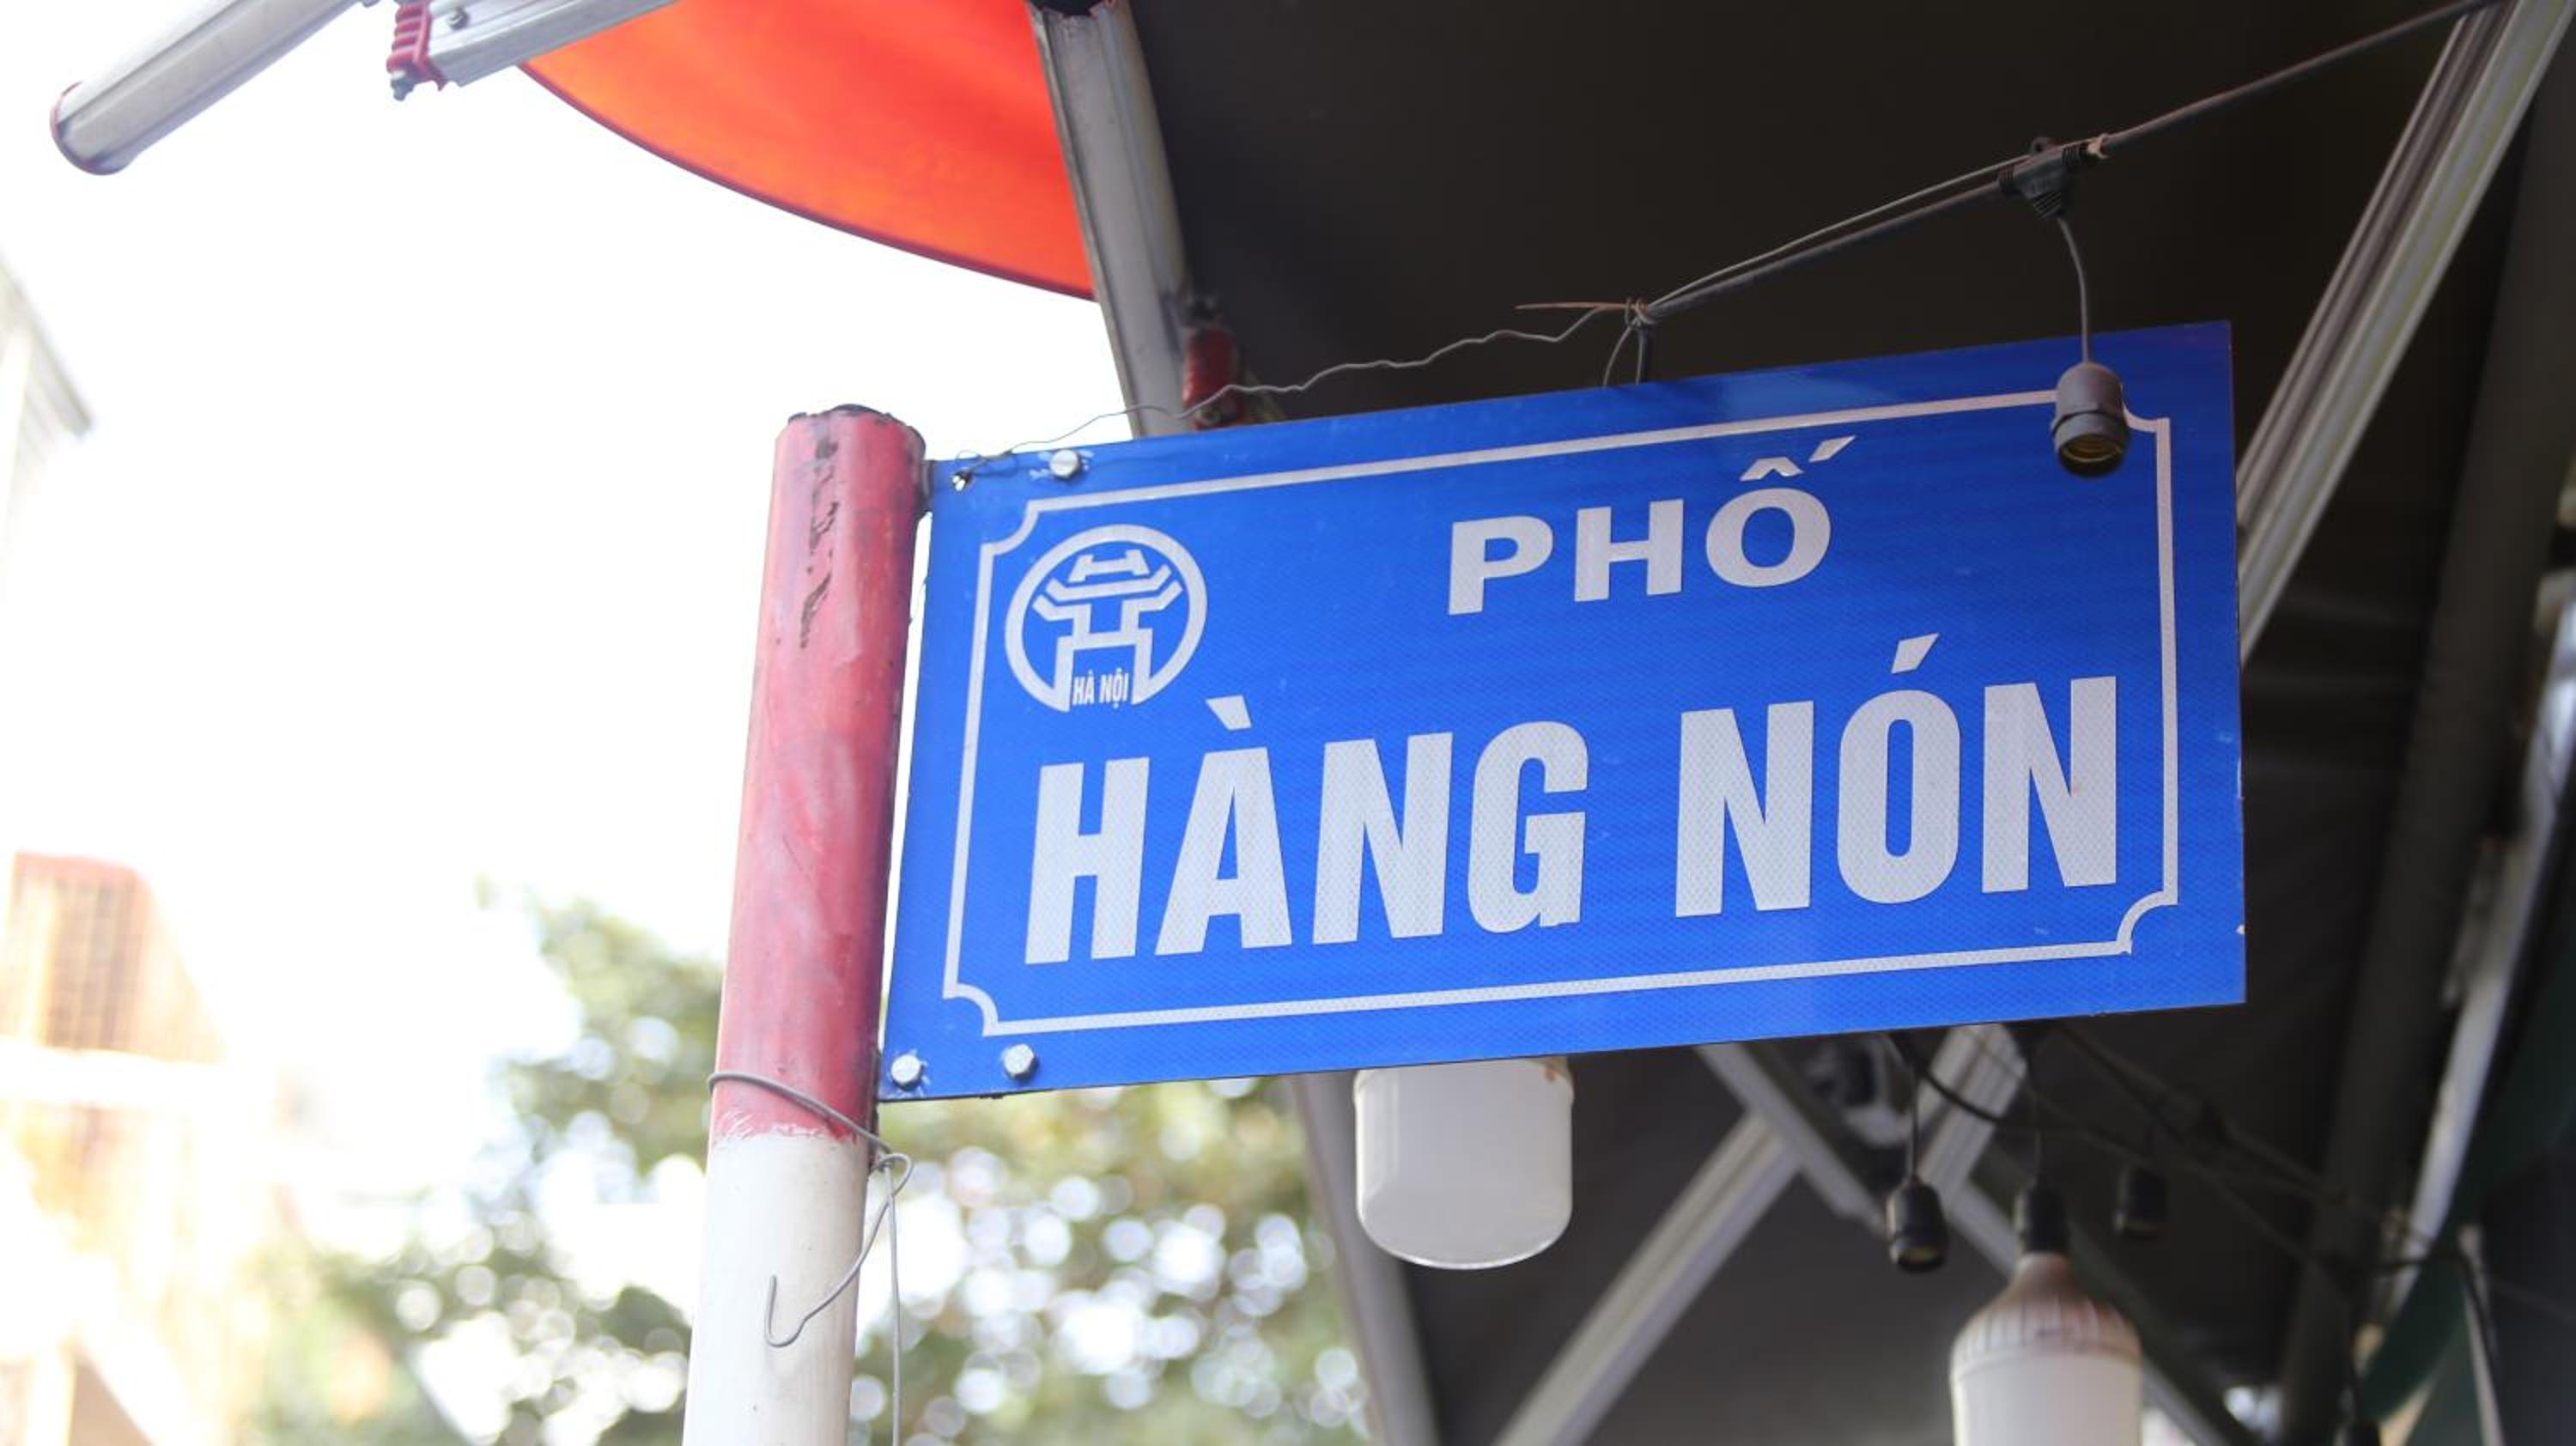 PHỐ
HÀ NỘI
HÀNG NÓN